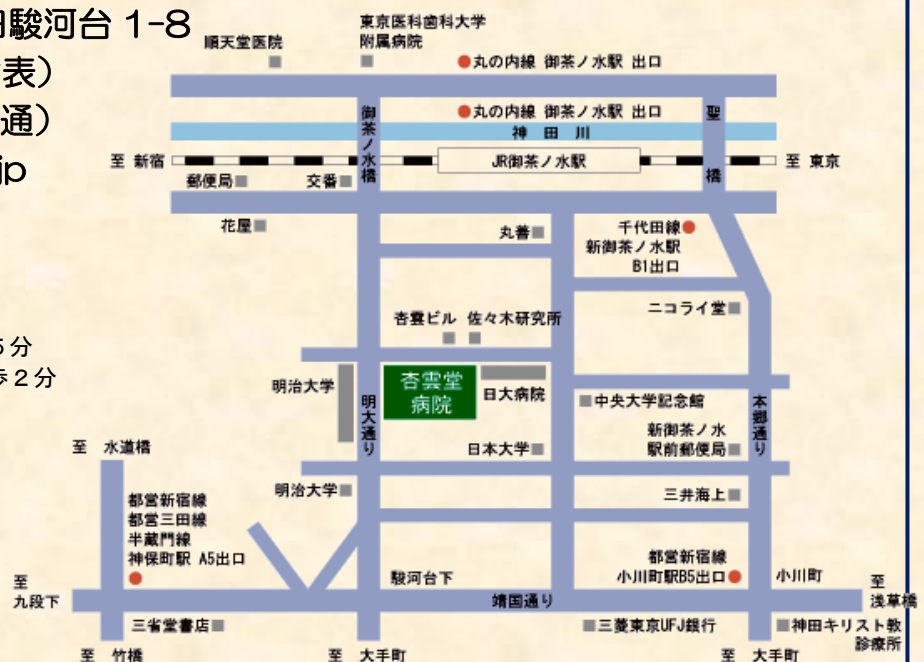 駿河台 1-8
表）
通）
jp
5 分
歩 2 分
順天堂医院
東京医科歯科大学
附属病院
丸の内線 御茶ノ水駅 出口
丸の内線 御茶ノ水駅 出口
御茶ノ水橋
聖橋
神田川
至 新宿
JR御茶ノ水駅
至 東京
郵便局
交番
花屋
丸善
千代田線
新御茶ノ水駅
B1出口
ニコライ堂
杏雲ビル
佐々木研究所
明治大学
杏雲堂
病院
日大病院
明大通り
中央大学記念館
本郷通り
新御茶ノ水
駅前郵便局
日本大学
至 水道橋
明治大学
三井海上
都営新宿線
都営三田線
半蔵門線
神保町駅 A5出口
都営新宿線
小川町駅B5出口
小川町
駿河台下
至
九段下
靖国通り
至
浅草橋
三省堂書店
三菱東京UFJ銀行
神田キリスト教
診療所
至 竹橋
至 大手町
至 大手町